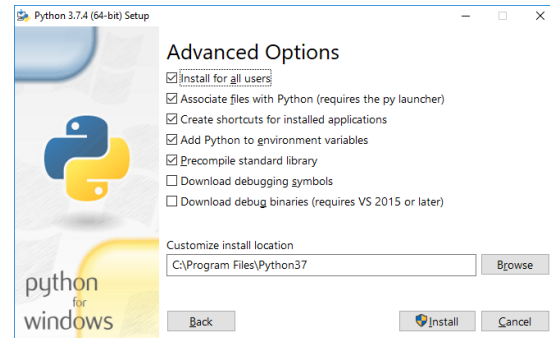 Python 3.7.4 (64-bit) Setup
Advanced Options
Install for all users
Associate files with Python (requires the py launcher)
Create shortcuts for installed applications
Add Python to environment variables
Precompile standard library
Download debugging symbols
Download debug binaries (requires VS 2015 or later)
Customize install location
C:\Program Files\Python37
Browse
python
for
windows
Back
Install
Cancel